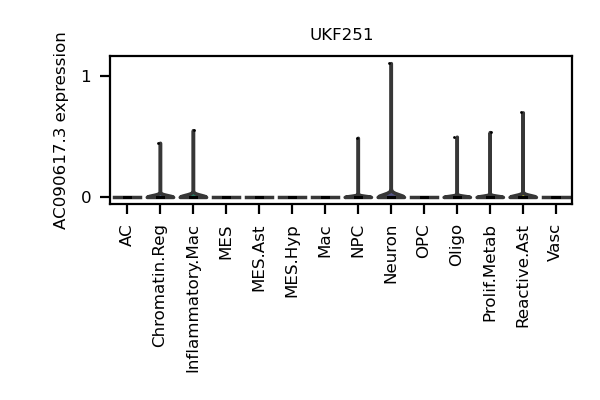 UKF251
AC090617.3 expression
1
0
AC
Chromatin.Reg
Inflammatory.Mac
MES
MES.Ast
MES.Hyp
Mac
NPC
Neuron
OPC
Oligo
Prolif.Metab
Reactive.Ast
Vasc